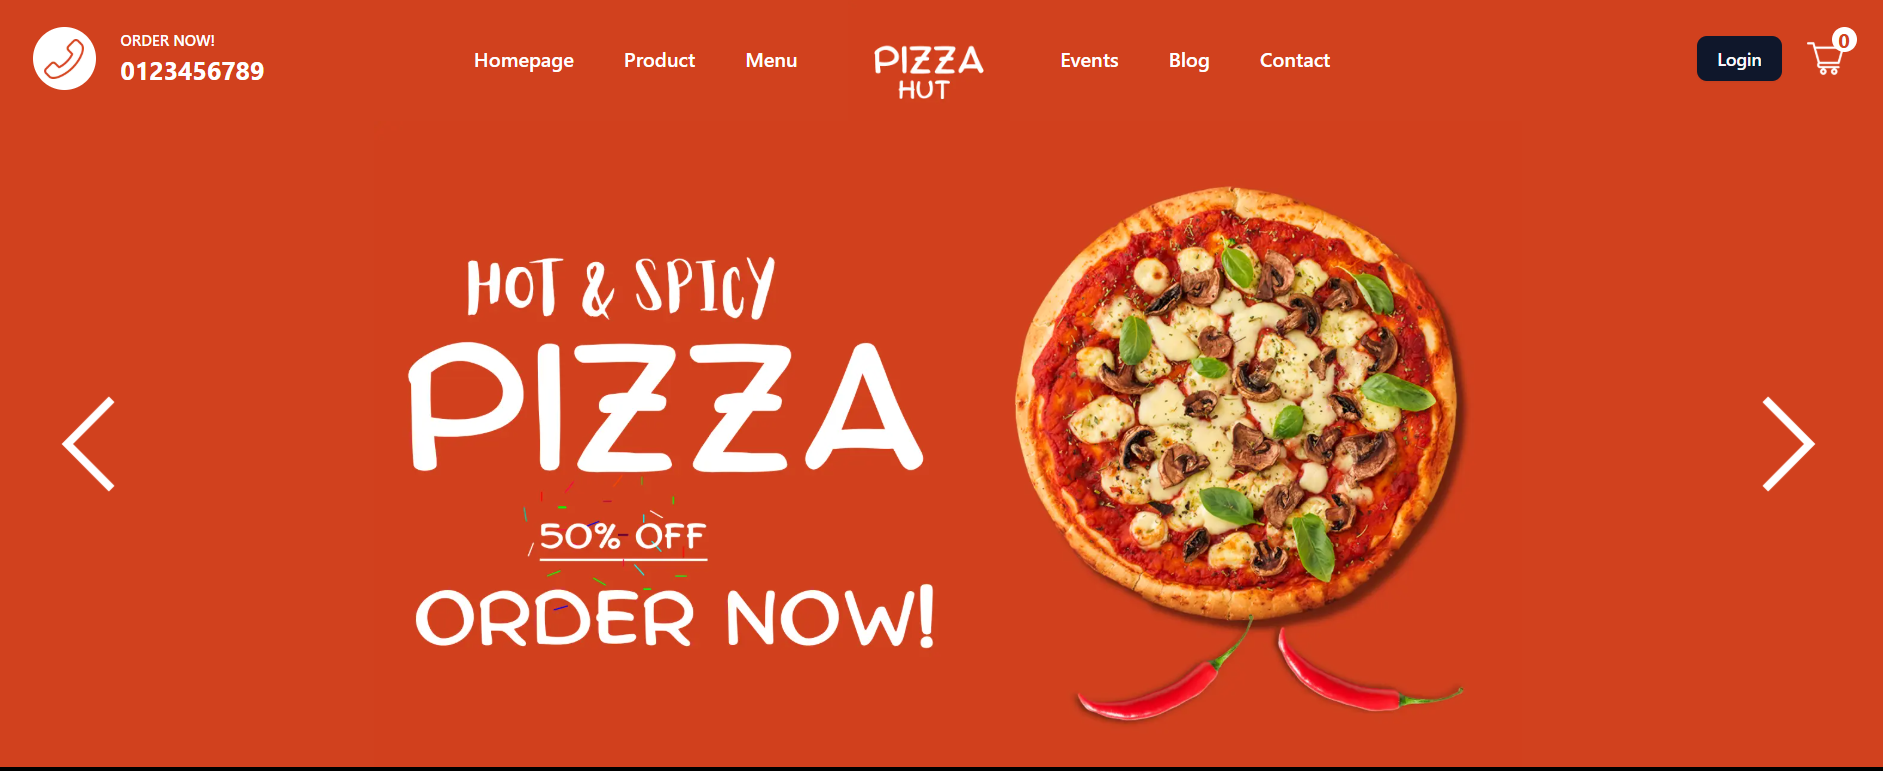 ORDER NOW!
0123456789
Homepage
Product
Menu
PIZZA
HUT
Events
Blog
Contact
Login
0
HOT & SPICY
PIZZA
50% OFF
ORDER NOW!